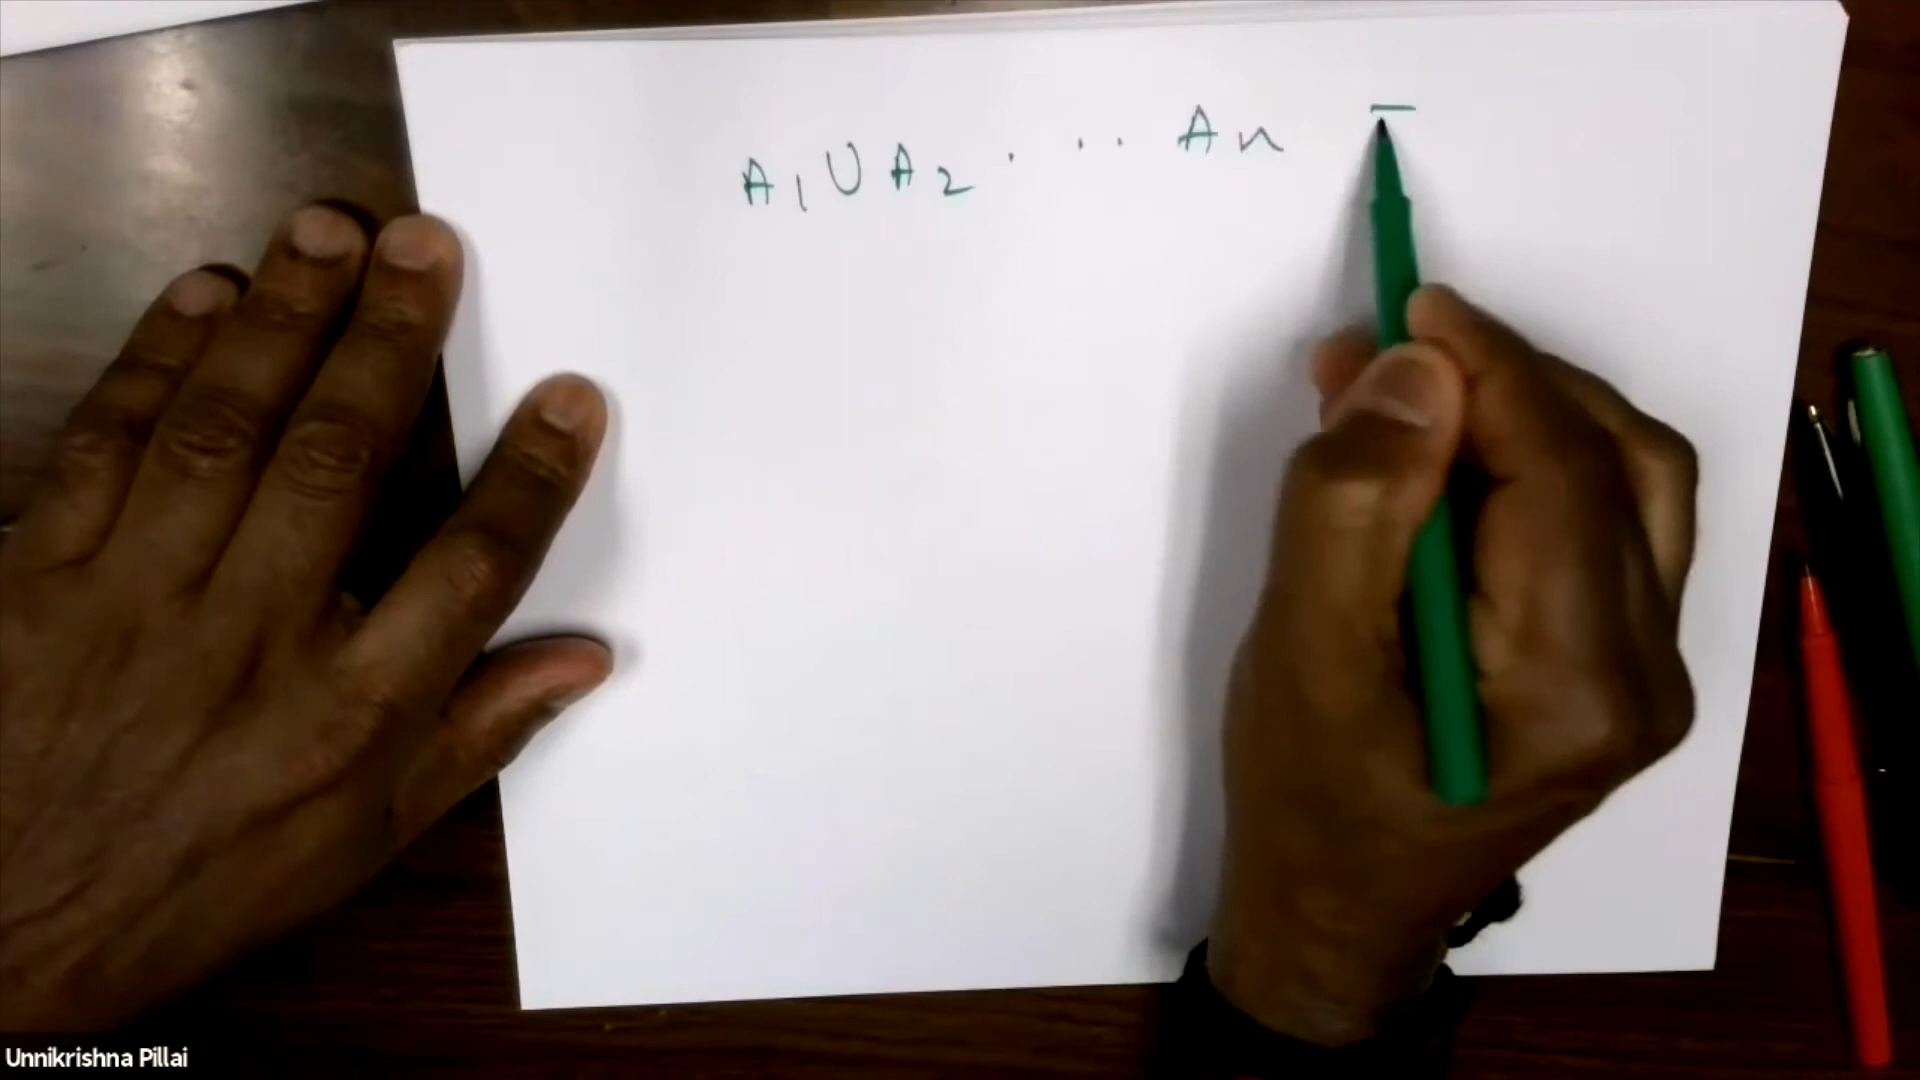 A1 U A2 . . . An =
Unnikrishna Pillai